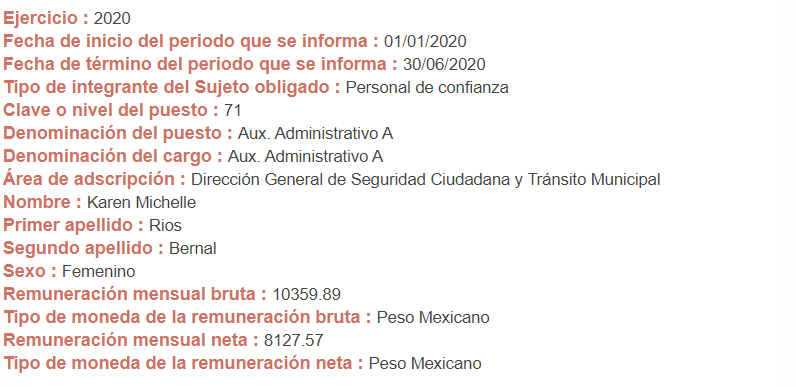 Ejercicio : 2020
Fecha de inicio del periodo que se informa : 01/01/2020
Fecha de término del periodo que se informa : 30/06/2020
Tipo de integrante del Sujeto obligado : Personal de confianza
Clave o nivel del puesto : 71
Denominación del puesto : Aux. Administrativo A
Denominación del cargo : Aux. Administrativo A
Área de adscripción : Dirección General de Seguridad Ciudadana y Tránsito Municipal
Nombre : Karen Michelle
Primer apellido : Rios
Segundo apellido : Bernal
Sexo : Femenino
Remuneración mensual bruta : 10359.89
Tipo de moneda de la remuneración bruta : Peso Mexicano
Remuneración mensual neta : 8127.57
Tipo de moneda de la remuneración neta : Peso Mexicano